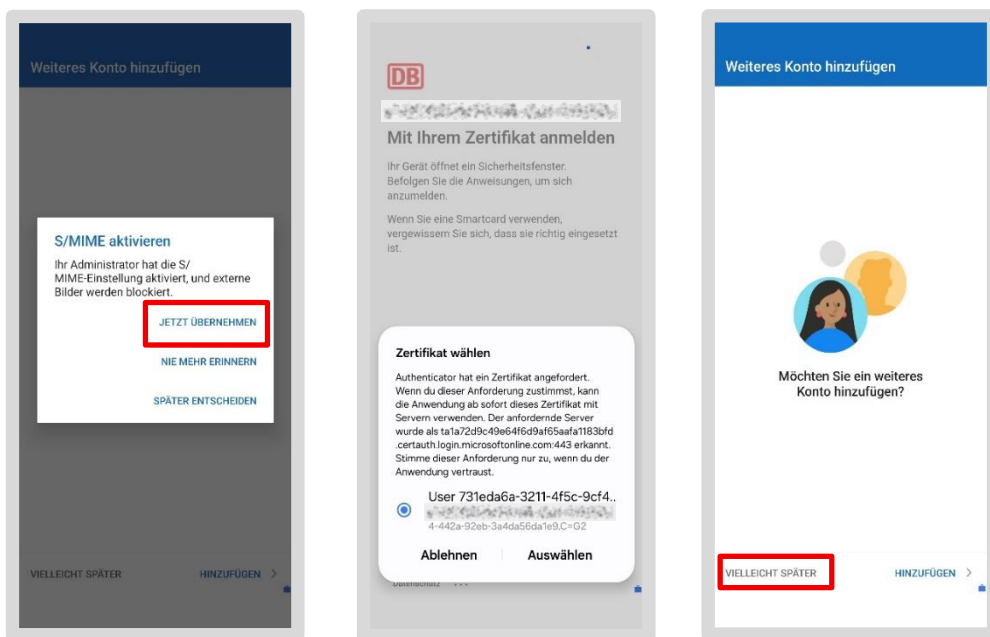 Weiteres Konto hinzufügen
S/MIME aktivieren
Ihr Administrator hat die S/
MIME-Einstellung aktiviert, und externe
Bilder werden blockiert.
JETZT ÜBERNEHMEN
NIE MEHR ERINNERN
SPÄTER ENTSCHEIDEN
VIELLEICHT SPÄTER
HINZUFÜGEN
DB
Mit Ihrem Zertifikat anmelden
Ihr Gerät öffnet ein Sicherheitsfenster.
Befolgen Sie die Anweisungen, um sich
anzumelden.
Wenn Sie eine Smartcard verwenden,
vergewissern Sie sich, dass sie richtig eingesetzt
ist.
Zertifikat wählen
Authenticator hat ein Zertifikat angefordert.
Wenn du dieser Anforderung zustimmst, kann
die Anwendung ab sofort dieses Zertifikat mit
Servern verwenden. Der anfordernde Server
wurde als ta1a72d9c49e64f6d9af65aafa1183bfd
.certauth.login.microsoftonline.com:443 erkannt.
Stimme dieser Anforderung nur zu, wenn du der
Anwendung vertraust.
User 731eda6a-3211-4f5c-9cf4..
4-442a-92eb-3a4da56da1e9.C=G2
Ablehnen
Auswählen
Datenschutz ...
Weiteres Konto hinzufügen
Möchten Sie ein weiteres
Konto hinzufügen?
VIELLEICHT SPÄTER
HINZUFÜGEN